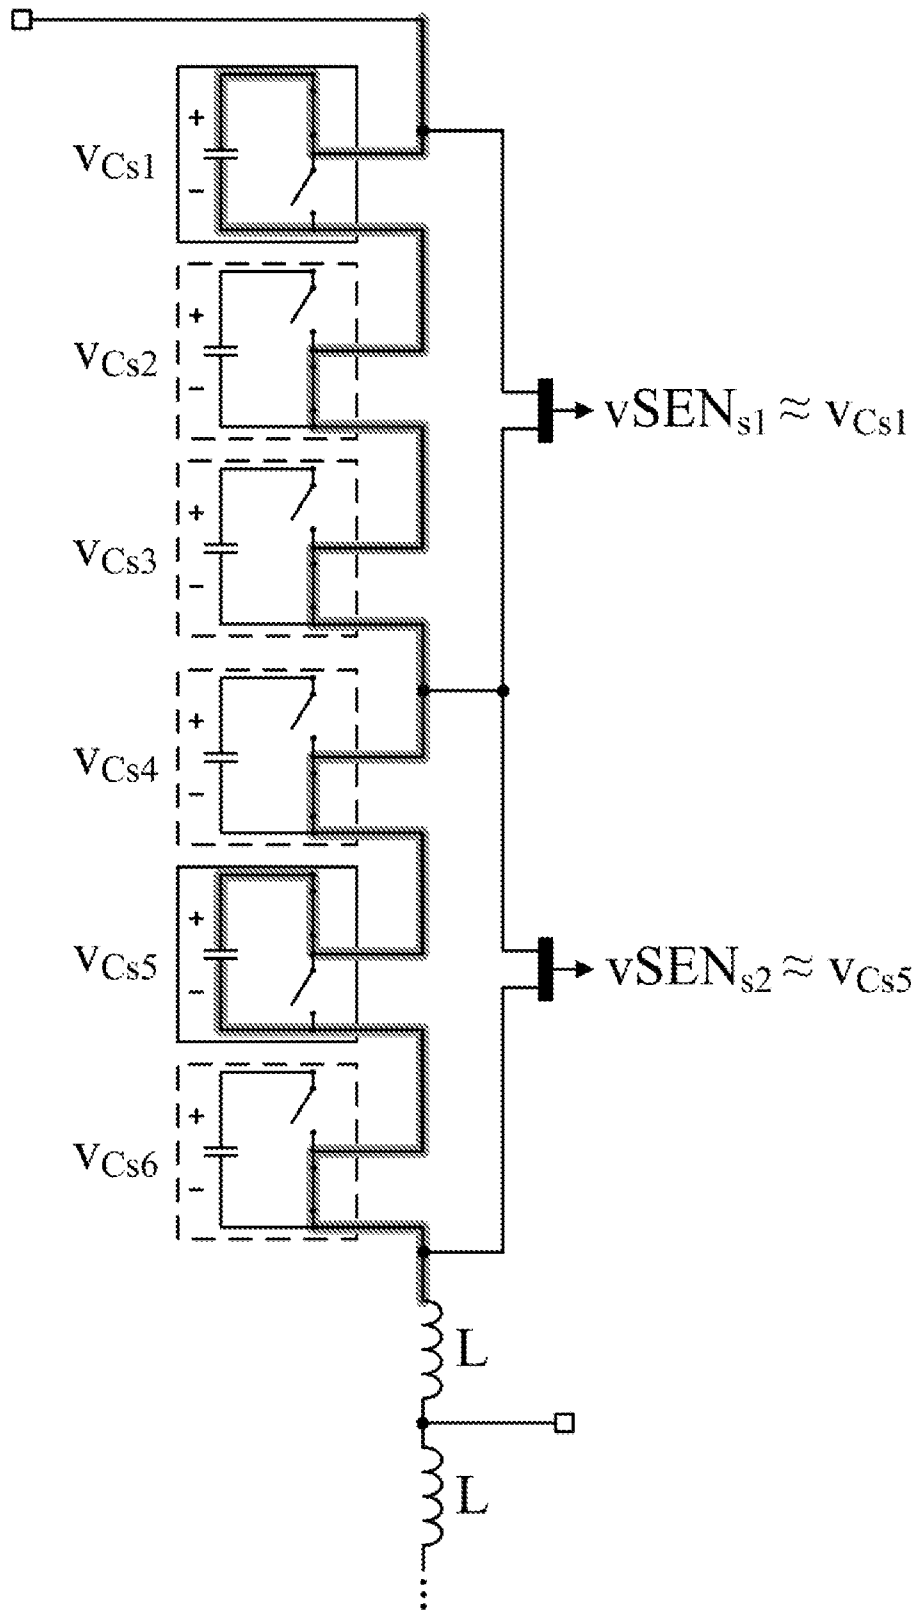 +
vCs1
−
+
vCs2
−
vSENs1 ≈ vCs1
+
vCs3
−
+
vCs4
−
+
vCs5
−
vSENs2 ≈ vCs5
+
vCs6
−
L
L